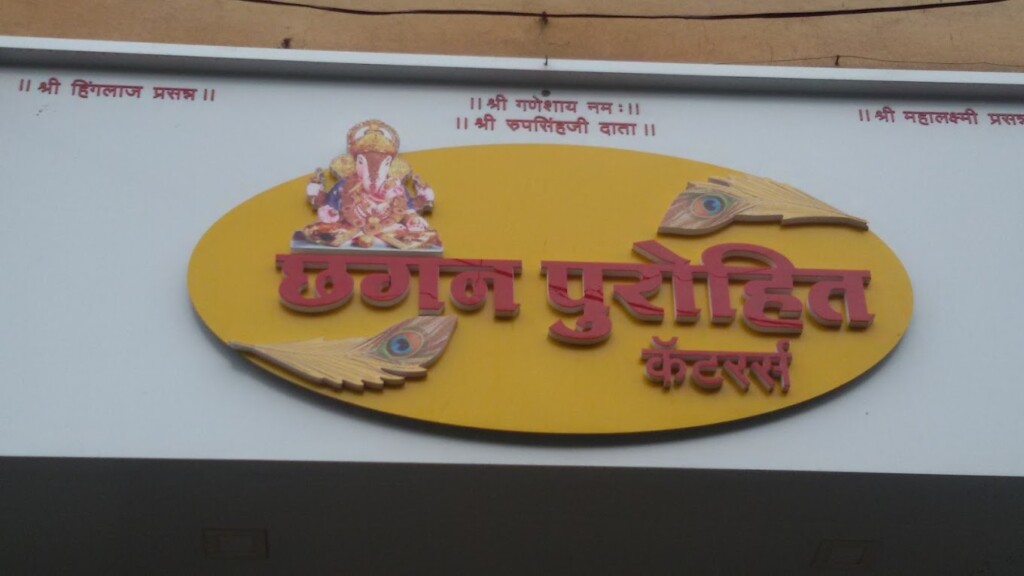 ॥ श्री हिंगलाज प्रसन्न ॥
॥ श्री गणेशाय नमः ॥
॥ श्री रुपसिंहजी दाता ॥
॥ श्री महालक्ष्मी प्रसन्न
छगन पुरोहित
कॅटरर्स